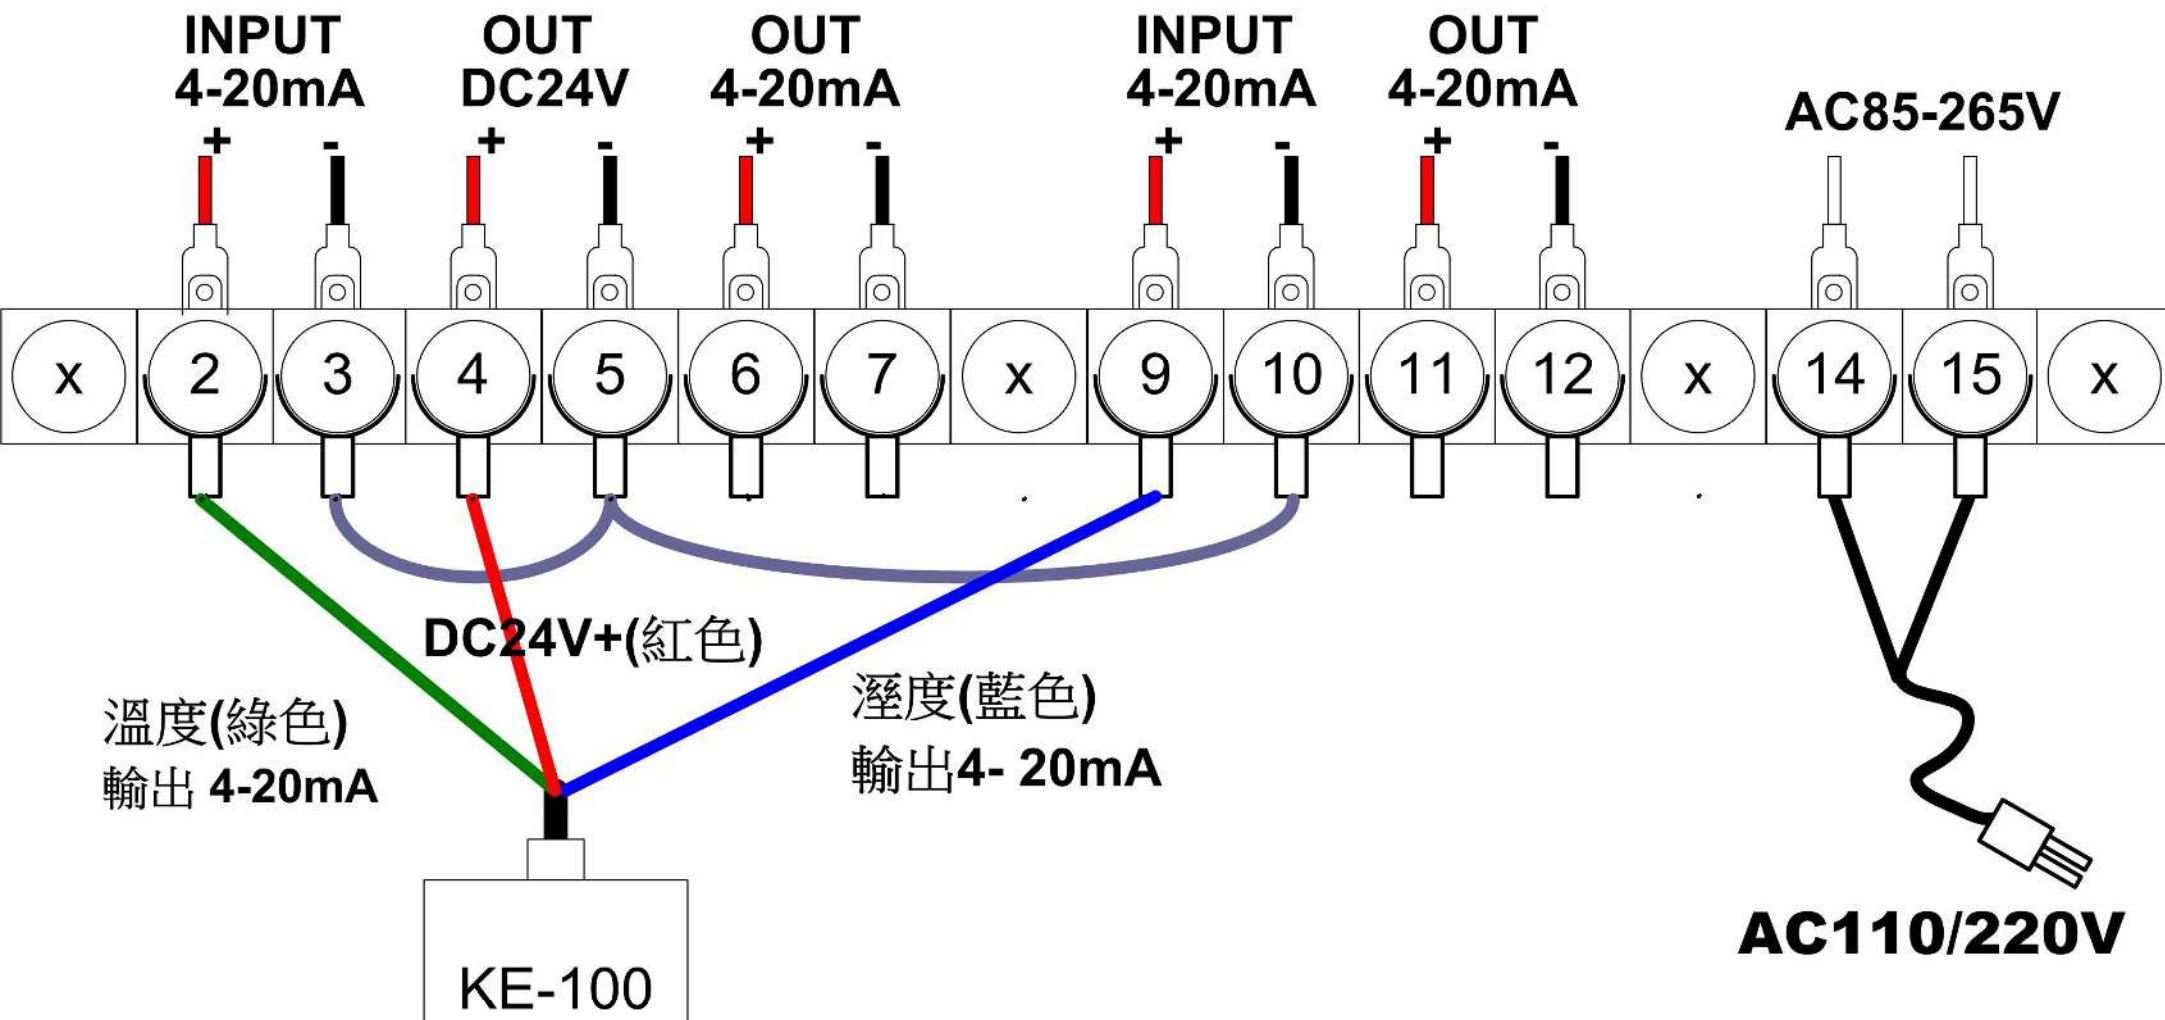 INPUT OUT OUT INPUT OUT
4-20mA DC24V 4-20mA 4-20mA 4-20mA AC85-265V
+ - + - + - + - + -
x 2 3 4 5 6 7 x 9 10 11 12 x 14 15 x
DC24V+(紅色)
溫度(綠色)
輸出 4-20mA
溼度(藍色)
輸出4- 20mA
AC110/220V
KE-100